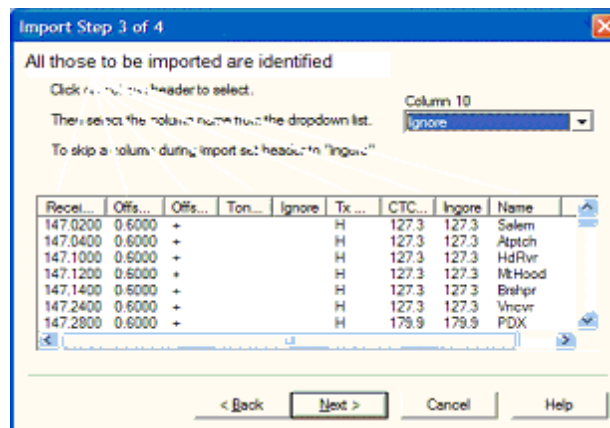 Import Step 3 of 4
All those to be imported are identified
Click header to select.
Column 10
Then select the column name from the dropdown list.
Ignore
To skip a column during import set header to "Ingore"
Recei... Offs... Offs... Ton... Ignore Tx ... CTC... Ingore Name
147.0200 0.6000 + H 127.3 127.3 Salem
147.0400 0.6000 + H 127.3 127.3 Atptch
147.1000 0.6000 + H 127.3 127.3 HdRvr
147.1200 0.6000 + H 127.3 127.3 MtHood
147.1400 0.6000 + H 127.3 127.3 Brshpr
147.2400 0.6000 + H 127.3 127.3 Vncvr
147.2800 0.6000 + H 179.9 179.9 PDX
< Back Next > Cancel Help